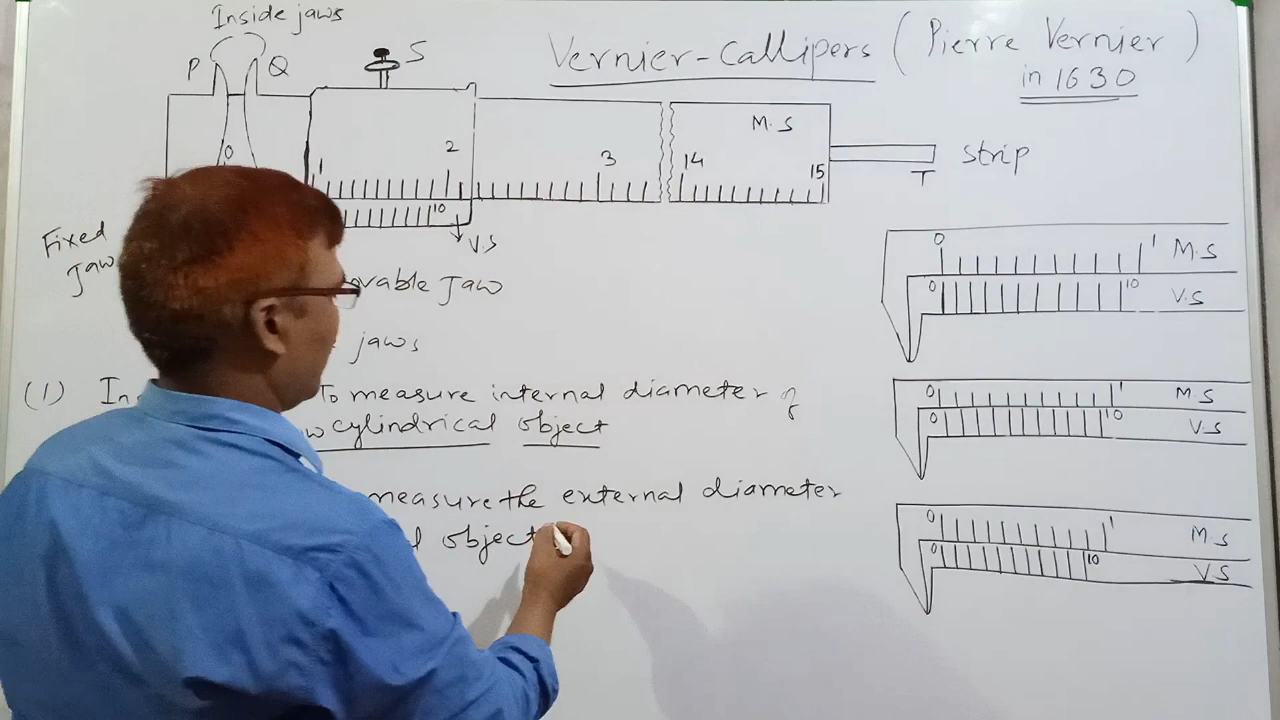 Inside jaws
P Q S
Vernier-Callipers (Pierre Vernier)
in 1630
0 1 2 3 14 15
M.S
10
V.S
strip
T
Fixed
Jaw
Jaw
jaws
0 1 M.S
0 10 V.S
0 1 M.S
0 10 V.S
0 1 M.S
0 10 V.S
(1) To measure internal diameter of
cylindrical object
measure the external diameter
object